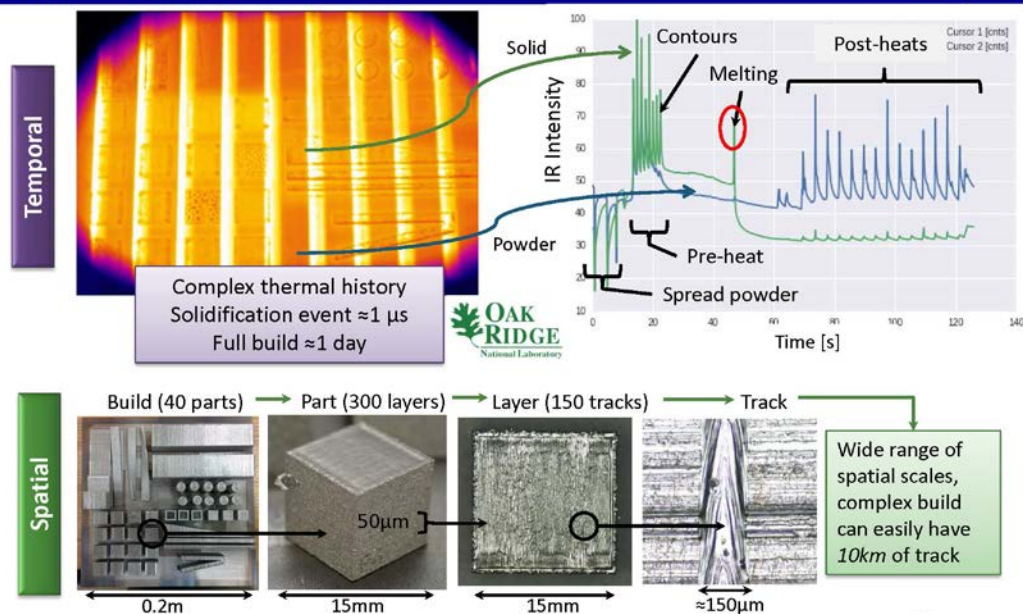 Temporal
Solid
Powder
Complex thermal history
Solidification event ≈1 μs
Full build ≈1 day
OAK
RIDGE
National Laboratory
IR Intensity
100
90
80
70
60
50
40
30
20
10
0
20
40
60
80
100
120
140
Time [s]
Contours
Melting
Post-heats
Cursor 1 [cnts]
Cursor 2 [cnts]
Pre-heat
Spread powder
Spatial
Build (40 parts)
Part (300 layers)
Layer (150 tracks)
Track
50μm
0.2m
15mm
15mm
≈150μm
Wide range of
spatial scales,
complex build
can easily have
10km of track